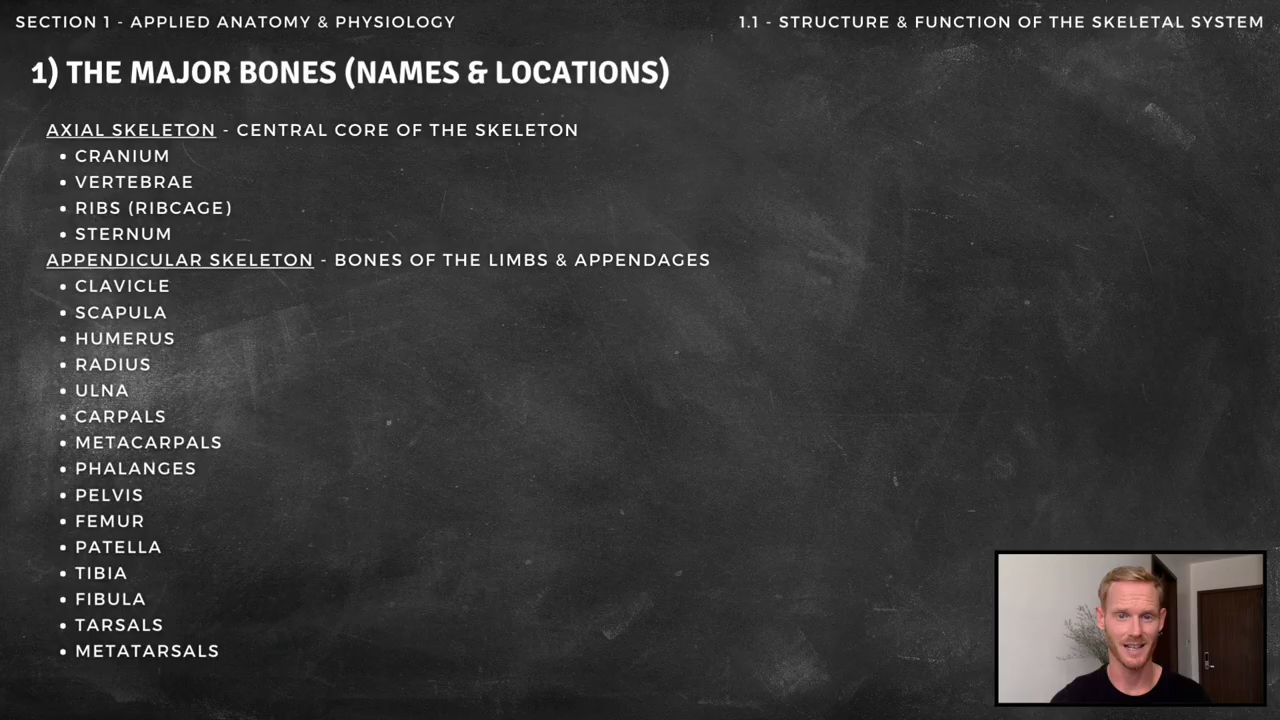 SECTION 1 - APPLIED ANATOMY & PHYSIOLOGY
1.1 - STRUCTURE & FUNCTION OF THE SKELETAL SYSTEM
1) THE MAJOR BONES (NAMES & LOCATIONS)
AXIAL SKELETON - CENTRAL CORE OF THE SKELETON
• CRANIUM
• VERTEBRAE
• RIBS (RIBCAGE)
• STERNUM
APPENDICULAR SKELETON - BONES OF THE LIMBS & APPENDAGES
• CLAVICLE
• SCAPULA
• HUMERUS
• RADIUS
• ULNA
• CARPALS
• METACARPALS
• PHALANGES
• PELVIS
• FEMUR
• PATELLA
• TIBIA
• FIBULA
• TARSALS
• METATARSALS